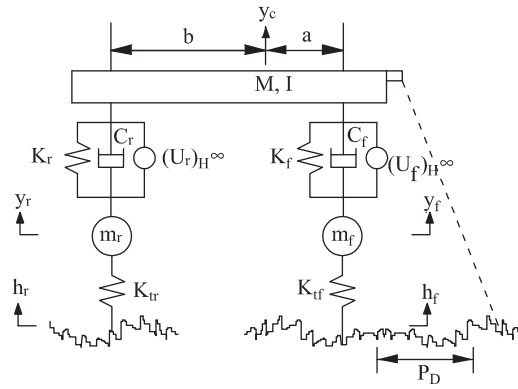 y_c
b
a
M, I
K_r
C_r
(U_r)_H∞
K_f
C_f
(U_f)_H∞
y_r
m_r
m_f
y_f
h_r
K_tr
K_tf
h_f
P_D